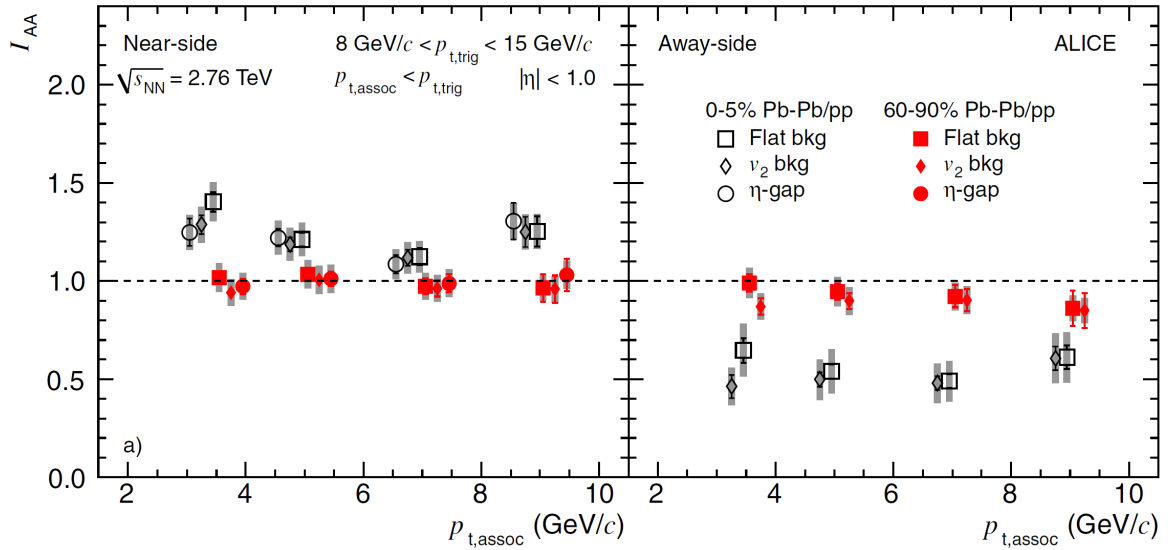 I_AA
Near-side
8 GeV/c < p_t,trig < 15 GeV/c
√s_NN = 2.76 TeV
p_t,assoc < p_t,trig
|η| < 1.0
a)
2.0
1.5
1.0
0.5
0.0
2 4 6 8 10
p_t,assoc (GeV/c)
Away-side
ALICE
0-5% Pb-Pb/pp
60-90% Pb-Pb/pp
Flat bkg
Flat bkg
v₂ bkg
v₂ bkg
η-gap
η-gap
2 4 6 8 10
p_t,assoc (GeV/c)